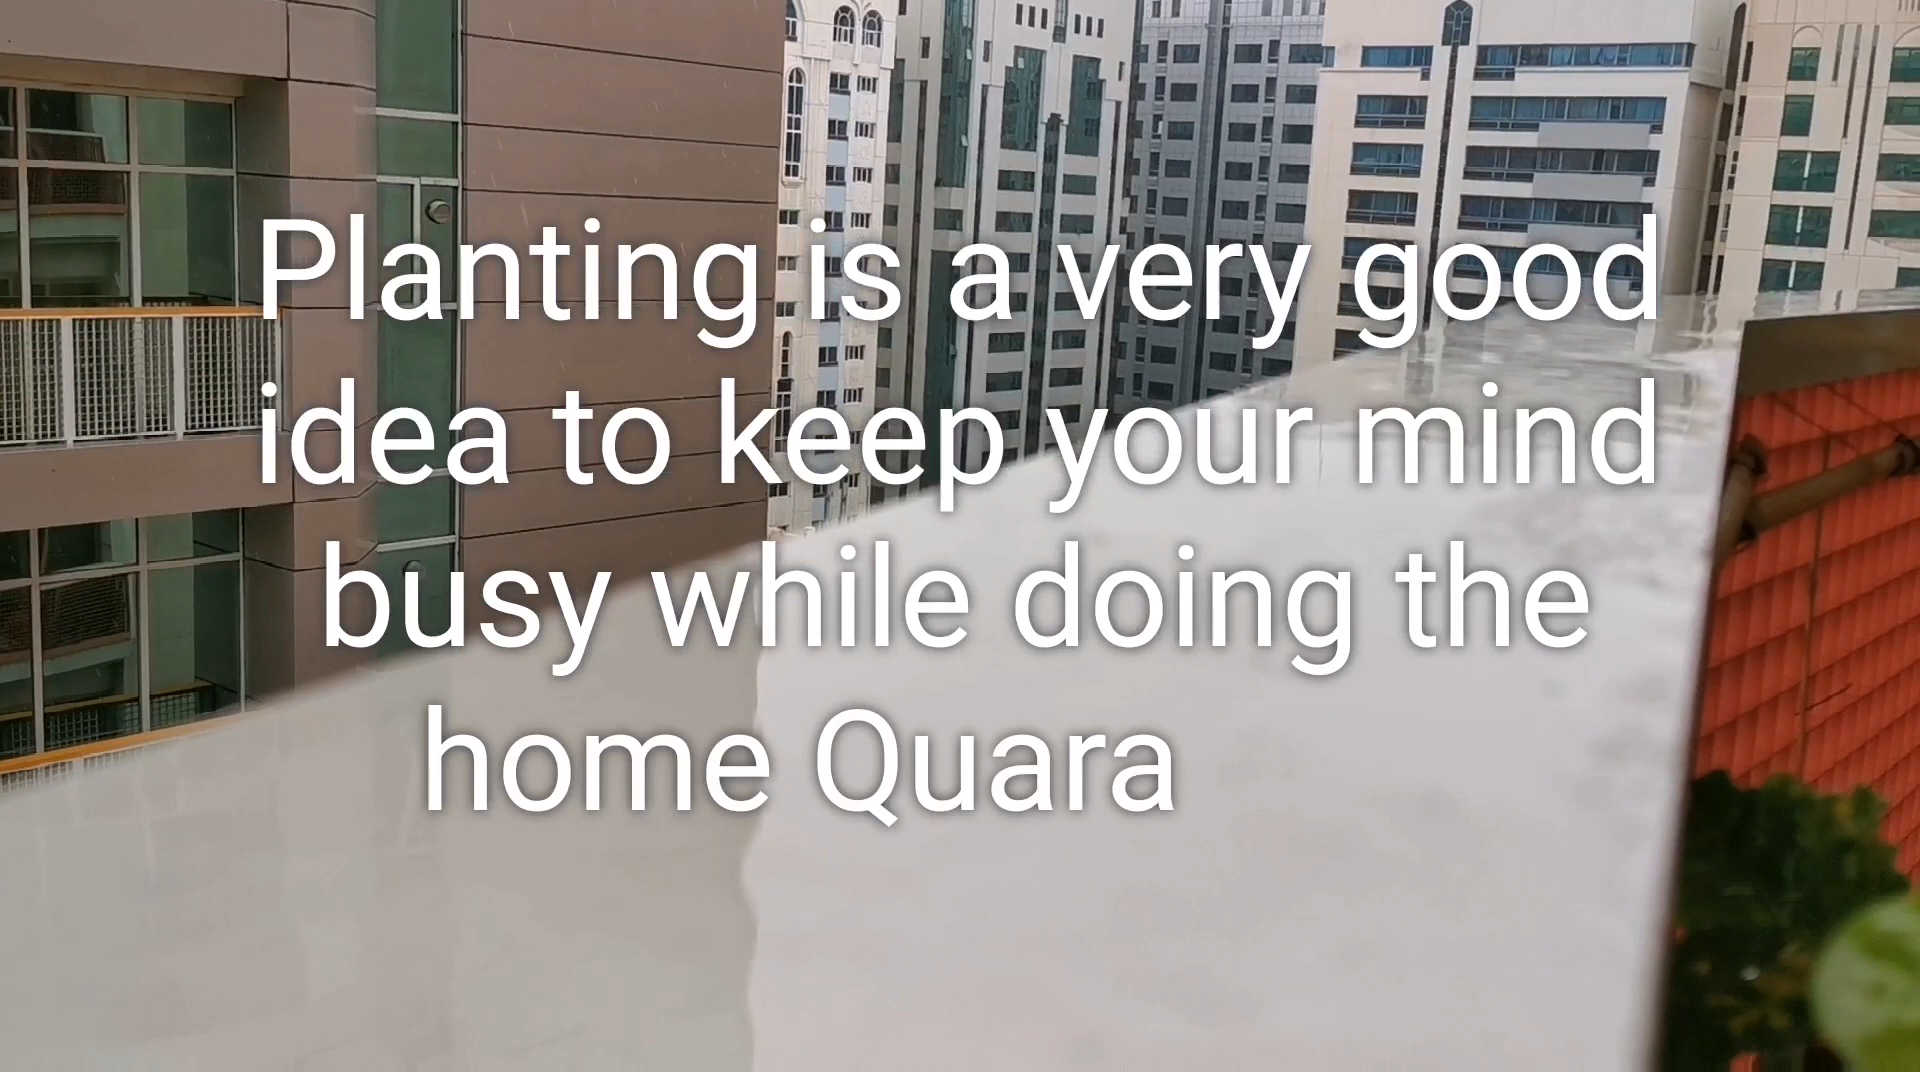 Planting is a very good
idea to keep your mind
busy while doing the
home Quara